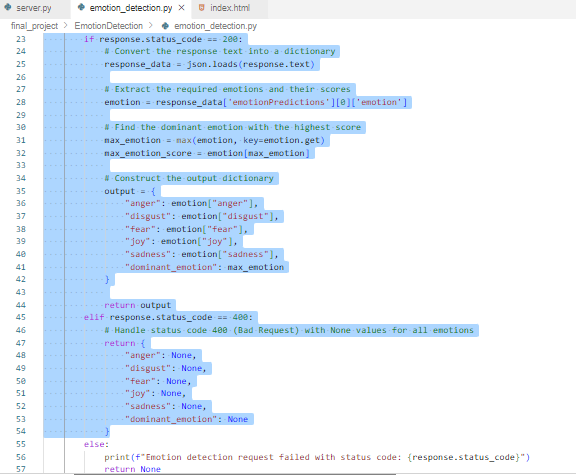 server.py emotion_detection.py × index.html
final_project > EmotionDetection > emotion_detection.py
23 if response.status_code == 200:
24 # Convert the response text into a dictionary
25 response_data = json.loads(response.text)
26
27 # Extract the required emotions and their scores
28 emotion = response_data['emotionPredictions'][0]['emotion']
29
30 # Find the dominant emotion with the highest score
31 max_emotion = max(emotion, key=emotion.get)
32 max_emotion_score = emotion[max_emotion]
33
34 # Construct the output dictionary
35 output = {
36 "anger": emotion["anger"],
37 "disgust": emotion["disgust"],
38 "fear": emotion["fear"],
39 "joy": emotion["joy"],
40 "sadness": emotion["sadness"],
41 "dominant_emotion": max_emotion
42 }
43
44 return output
45 elif response.status_code == 400:
46 # Handle status code 400 (Bad Request) with None values for all emotions
47 return {
48 "anger": None,
49 "disgust": None,
50 "fear": None,
51 "joy": None,
52 "sadness": None,
53 "dominant_emotion": None
54 }
55 else:
56 print(f"Emotion detection request failed with status code: {response.status_code}")
57 return None